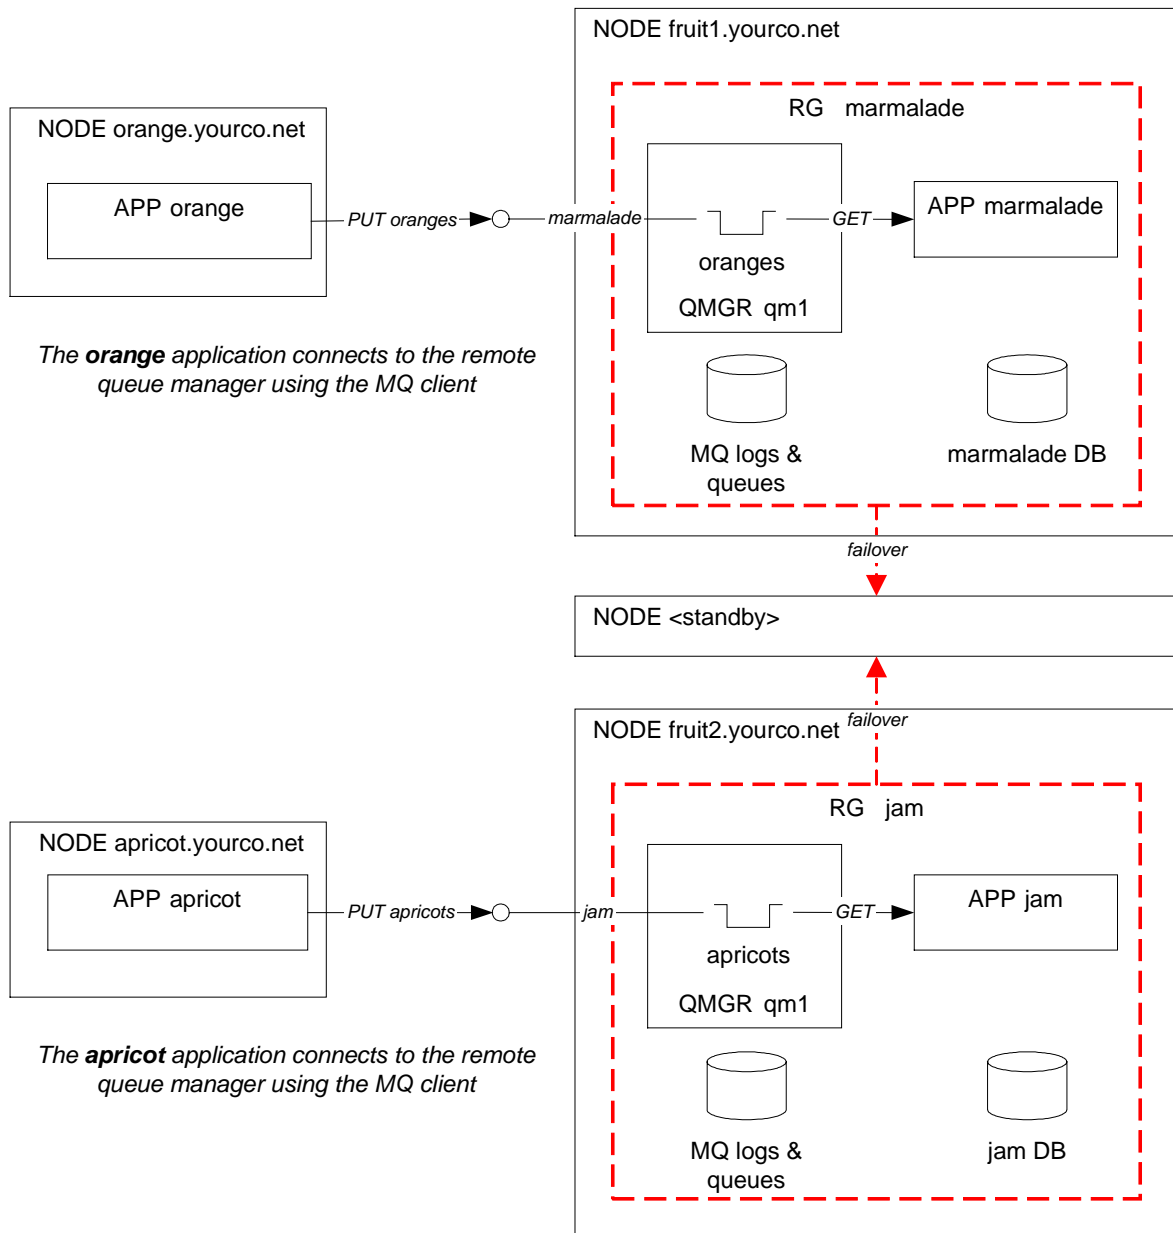 NODE fruit1.yourco.net
RG marmalade
NODE orange.yourco.net
APP orange
PUT oranges
marmalade
GET
APP marmalade
oranges
QMGR qm1
The orange application connects to the remote
queue manager using the MQ client
MQ logs &
queues
marmalade DB
failover
NODE <standby>
failover
NODE fruit2.yourco.net
RG jam
NODE apricot.yourco.net
APP apricot
PUT apricots
jam
GET
APP jam
apricots
QMGR qm1
The apricot application connects to the remote
queue manager using the MQ client
MQ logs &
queues
jam DB